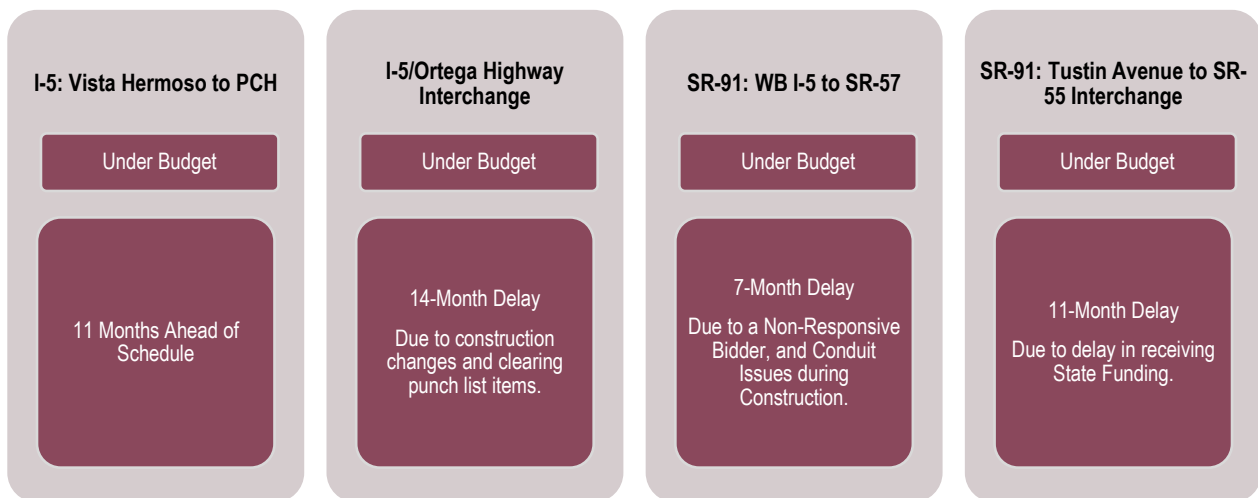 I-5: Vista Hermoso to PCH
Under Budget
11 Months Ahead of
Schedule
I-5/Ortega Highway
Interchange
Under Budget
14-Month Delay
Due to construction
changes and clearing
punch list items.
SR-91: WB I-5 to SR-57
Under Budget
7-Month Delay
Due to a Non-Responsive
Bidder, and Conduit
Issues during
Construction.
SR-91: Tustin Avenue to SR-
55 Interchange
Under Budget
11-Month Delay
Due to delay in receiving
State Funding.